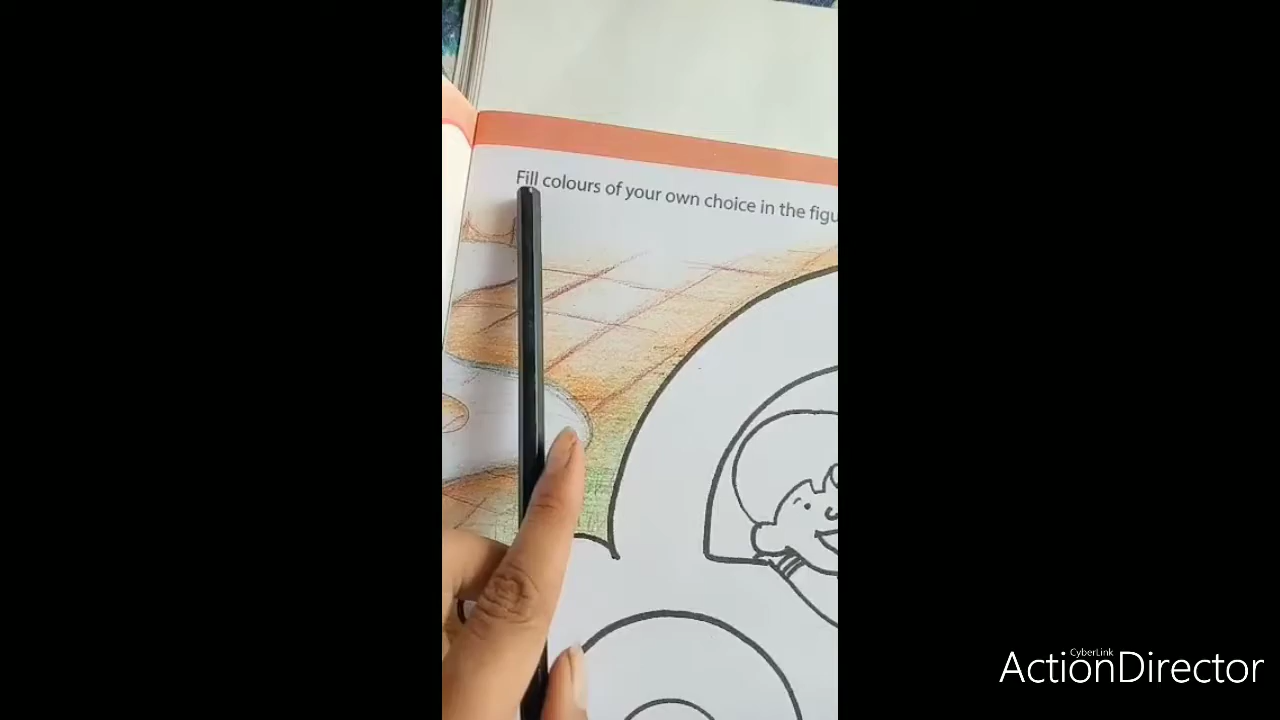 Fill colours of your own choice in the figu
CyberLink
ActionDirector